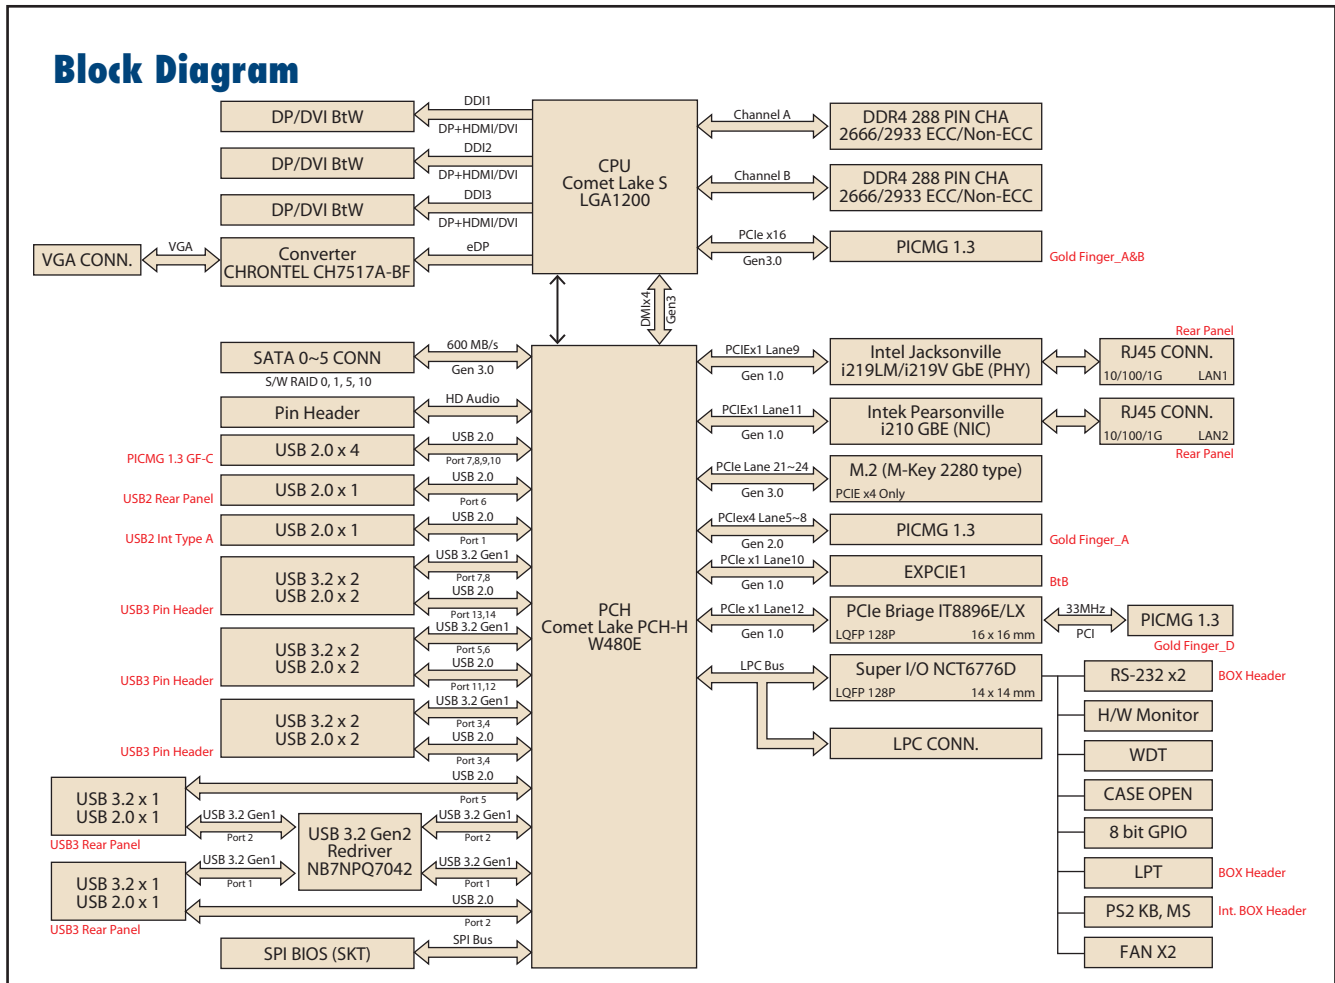 Block Diagram
DP/DVI BtW
DDI1
DP+HDMI/DVI
DP/DVI BtW
DDI2
DP+HDMI/DVI
DP/DVI BtW
DDI3
DP+HDMI/DVI
VGA CONN.
VGA
Converter
CHRONTEL CH7517A-BF
eDP
CPU
Comet Lake S
LGA1200
Channel A
DDR4 288 PIN CHA
2666/2933 ECC/Non-ECC
Channel B
DDR4 288 PIN CHA
2666/2933 ECC/Non-ECC
PCIe x16
Gen3.0
PICMG 1.3
Gold Finger_A&B
DMIx4
Gen3
SATA 0~5 CONN
S/W RAID 0, 1, 5, 10
600 MB/s
Gen 3.0
Pin Header
HD Audio
PICMG 1.3 GF-C
USB 2.0 x 4
USB 2.0
Port 7,8,9,10
USB2 Rear Panel
USB 2.0 x 1
USB 2.0
Port 6
USB2 Int Type A
USB 2.0 x 1
USB 2.0
Port 1
USB3 Pin Header
USB 3.2 x 2
USB 2.0 x 2
USB 3.2 Gen1
Port 7,8
USB 2.0
Port 13,14
USB3 Pin Header
USB 3.2 x 2
USB 2.0 x 2
USB 3.2 Gen1
Port 5,6
USB 2.0
Port 11,12
USB3 Pin Header
USB 3.2 x 2
USB 2.0 x 2
USB 3.2 Gen1
Port 3,4
USB 2.0
Port 3,4
USB 3.2 x 1
USB 2.0 x 1
USB3 Rear Panel
USB 2.0
Port 5
USB 3.2 Gen1
Port 2
USB 3.2 Gen2
Redriver
NB7NPQ7042
USB 3.2 Gen1
Port 2
USB 3.2 x 1
USB 2.0 x 1
USB3 Rear Panel
USB 3.2 Gen1
Port 1
USB 3.2 Gen1
Port 1
USB 2.0
Port 2
SPI BIOS (SKT)
SPI Bus
PCH
Comet Lake PCH-H
W480E
PCIEx1 Lane9
Gen 1.0
Intel Jacksonville
i219LM/i219V GbE (PHY)
Rear Panel
RJ45 CONN.
10/100/1G LAN1
PCIEx1 Lane11
Gen 1.0
Intek Pearsonville
i210 GBE (NIC)
RJ45 CONN.
10/100/1G LAN2
Rear Panel
PCIe Lane 21~24
Gen 3.0
M.2 (M-Key 2280 type)
PCIE x4 Only
PCIex4 Lane5~8
Gen 2.0
PICMG 1.3
Gold Finger_A
PCIe x1 Lane10
Gen 1.0
EXPCIE1
BtB
PCIe x1 Lane12
Gen 1.0
PCIe Briage IT8896E/LX
LQFP 128P 16 x 16 mm
33MHz
PCI
PICMG 1.3
Gold Finger_D
LPC Bus
Super I/O NCT6776D
LQFP 128P 14 x 14 mm
LPC CONN.
RS-232 x2
BOX Header
H/W Monitor
WDT
CASE OPEN
8 bit GPIO
LPT
BOX Header
PS2 KB, MS
Int. BOX Header
FAN X2